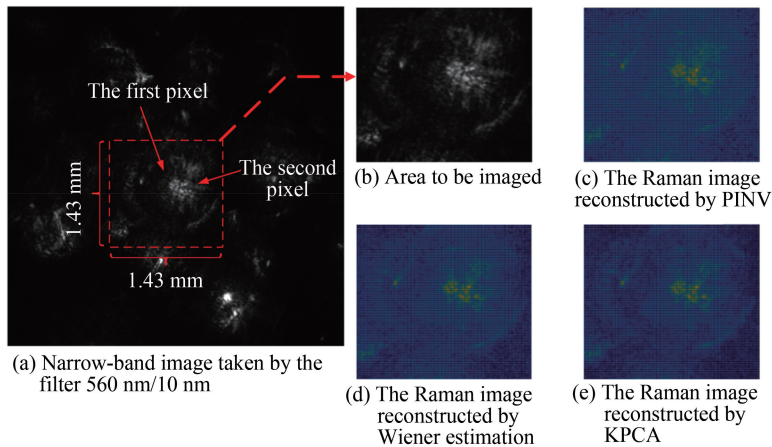 The first pixel
The second
pixel
1.43 mm
1.43 mm
(a) Narrow-band image taken by the
filter 560 nm/10 nm
(b) Area to be imaged
(c) The Raman image
reconstructed by PINV
(d) The Raman image
reconstructed by
Wiener estimation
(e) The Raman image
reconstructed by
KPCA